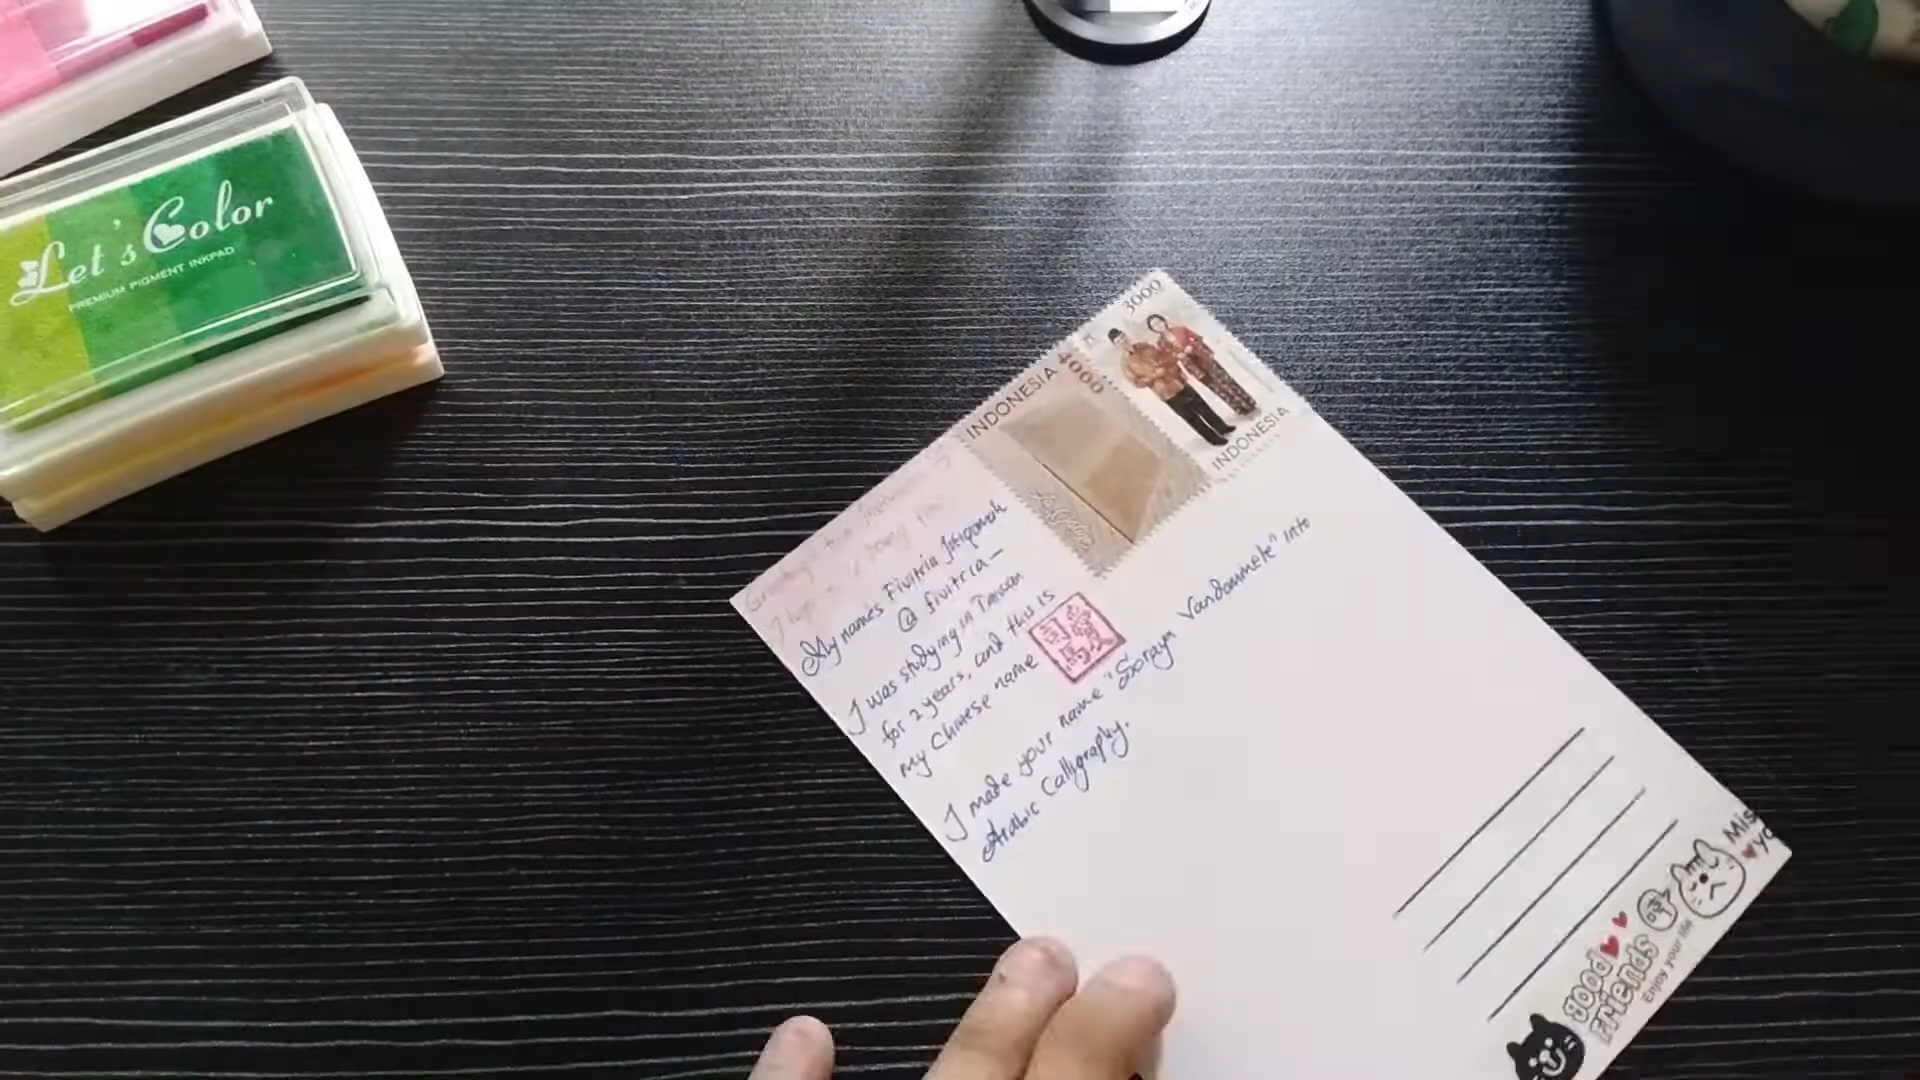 Let's Color
PREMIUM PIGMENT INKPAD
3000
INDONESIA
4000
INDONESIA
My name's Fivitria Istiqomah
@ fivitria –
I was studying in Taiwan
for 2 years, and this is
my Chinese name
I made your name "Soraya Vandommele" into
Arabic Calligraphy.
good
Friends
Enjoy your life